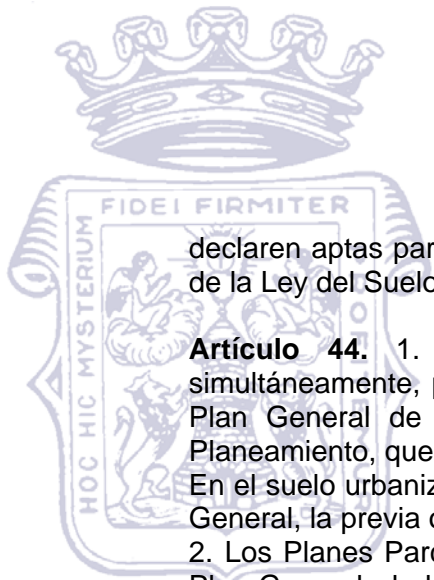 FIDEI FIRMITER
HOC HIC MYSTERIUM
declaren aptas par
de la Ley del Suelo
Artículo 44. 1.
simultáneamente, p
Plan General de
Planeamiento, que
En el suelo urbaniz
General, la previa
2. Los Planes Parc